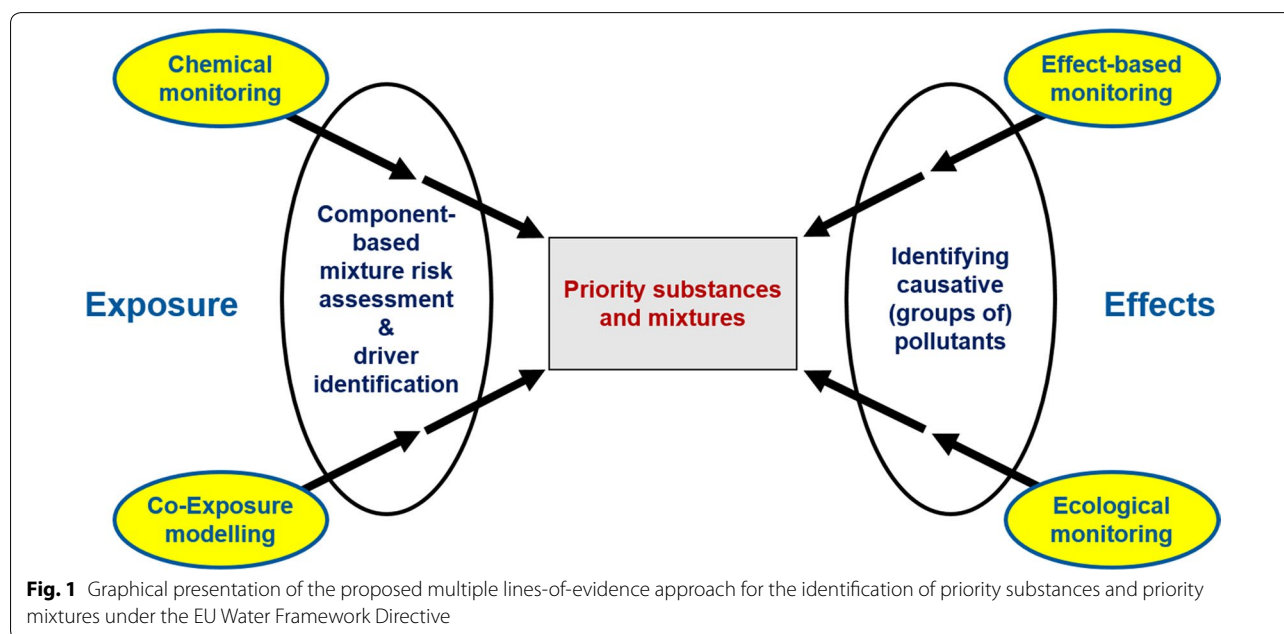 Chemical
monitoring
Effect-based
monitoring
Exposure
Component-
based
mixture risk
assessment
&
driver
identification
Priority substances
and mixtures
Identifying
causative
(groups of)
pollutants
Effects
Co-Exposure
modelling
Ecological
monitoring
Fig. 1 Graphical presentation of the proposed multiple lines-of-evidence approach for the identification of priority substances and priority
mixtures under the EU Water Framework Directive